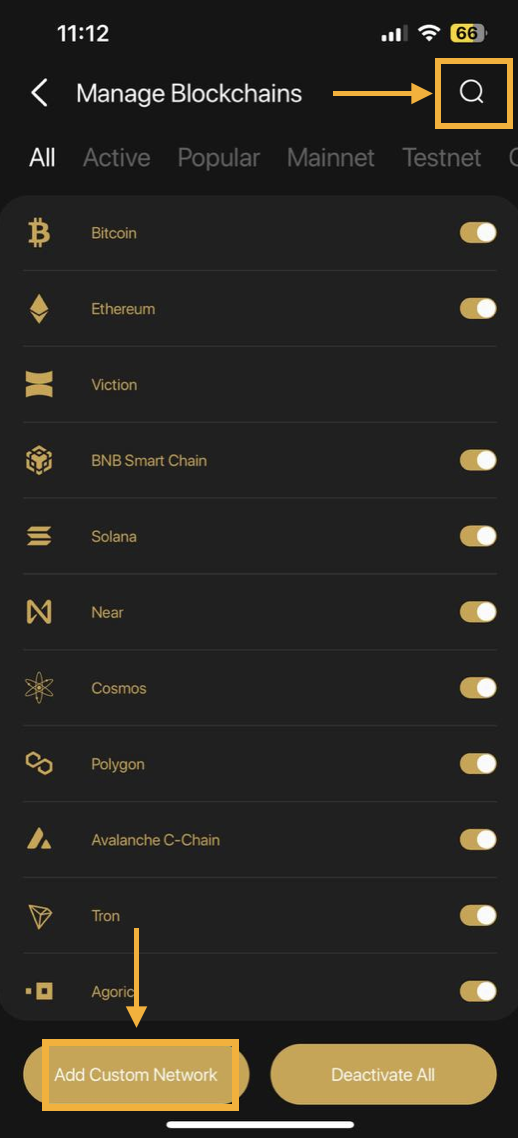 11:12
66
Manage Blockchains
All Active Popular Mainnet Testnet
Bitcoin
Ethereum
Viction
BNB Smart Chain
Solana
Near
Cosmos
Polygon
Avalanche C-Chain
Tron
Agoric
Add Custom Network
Deactivate All